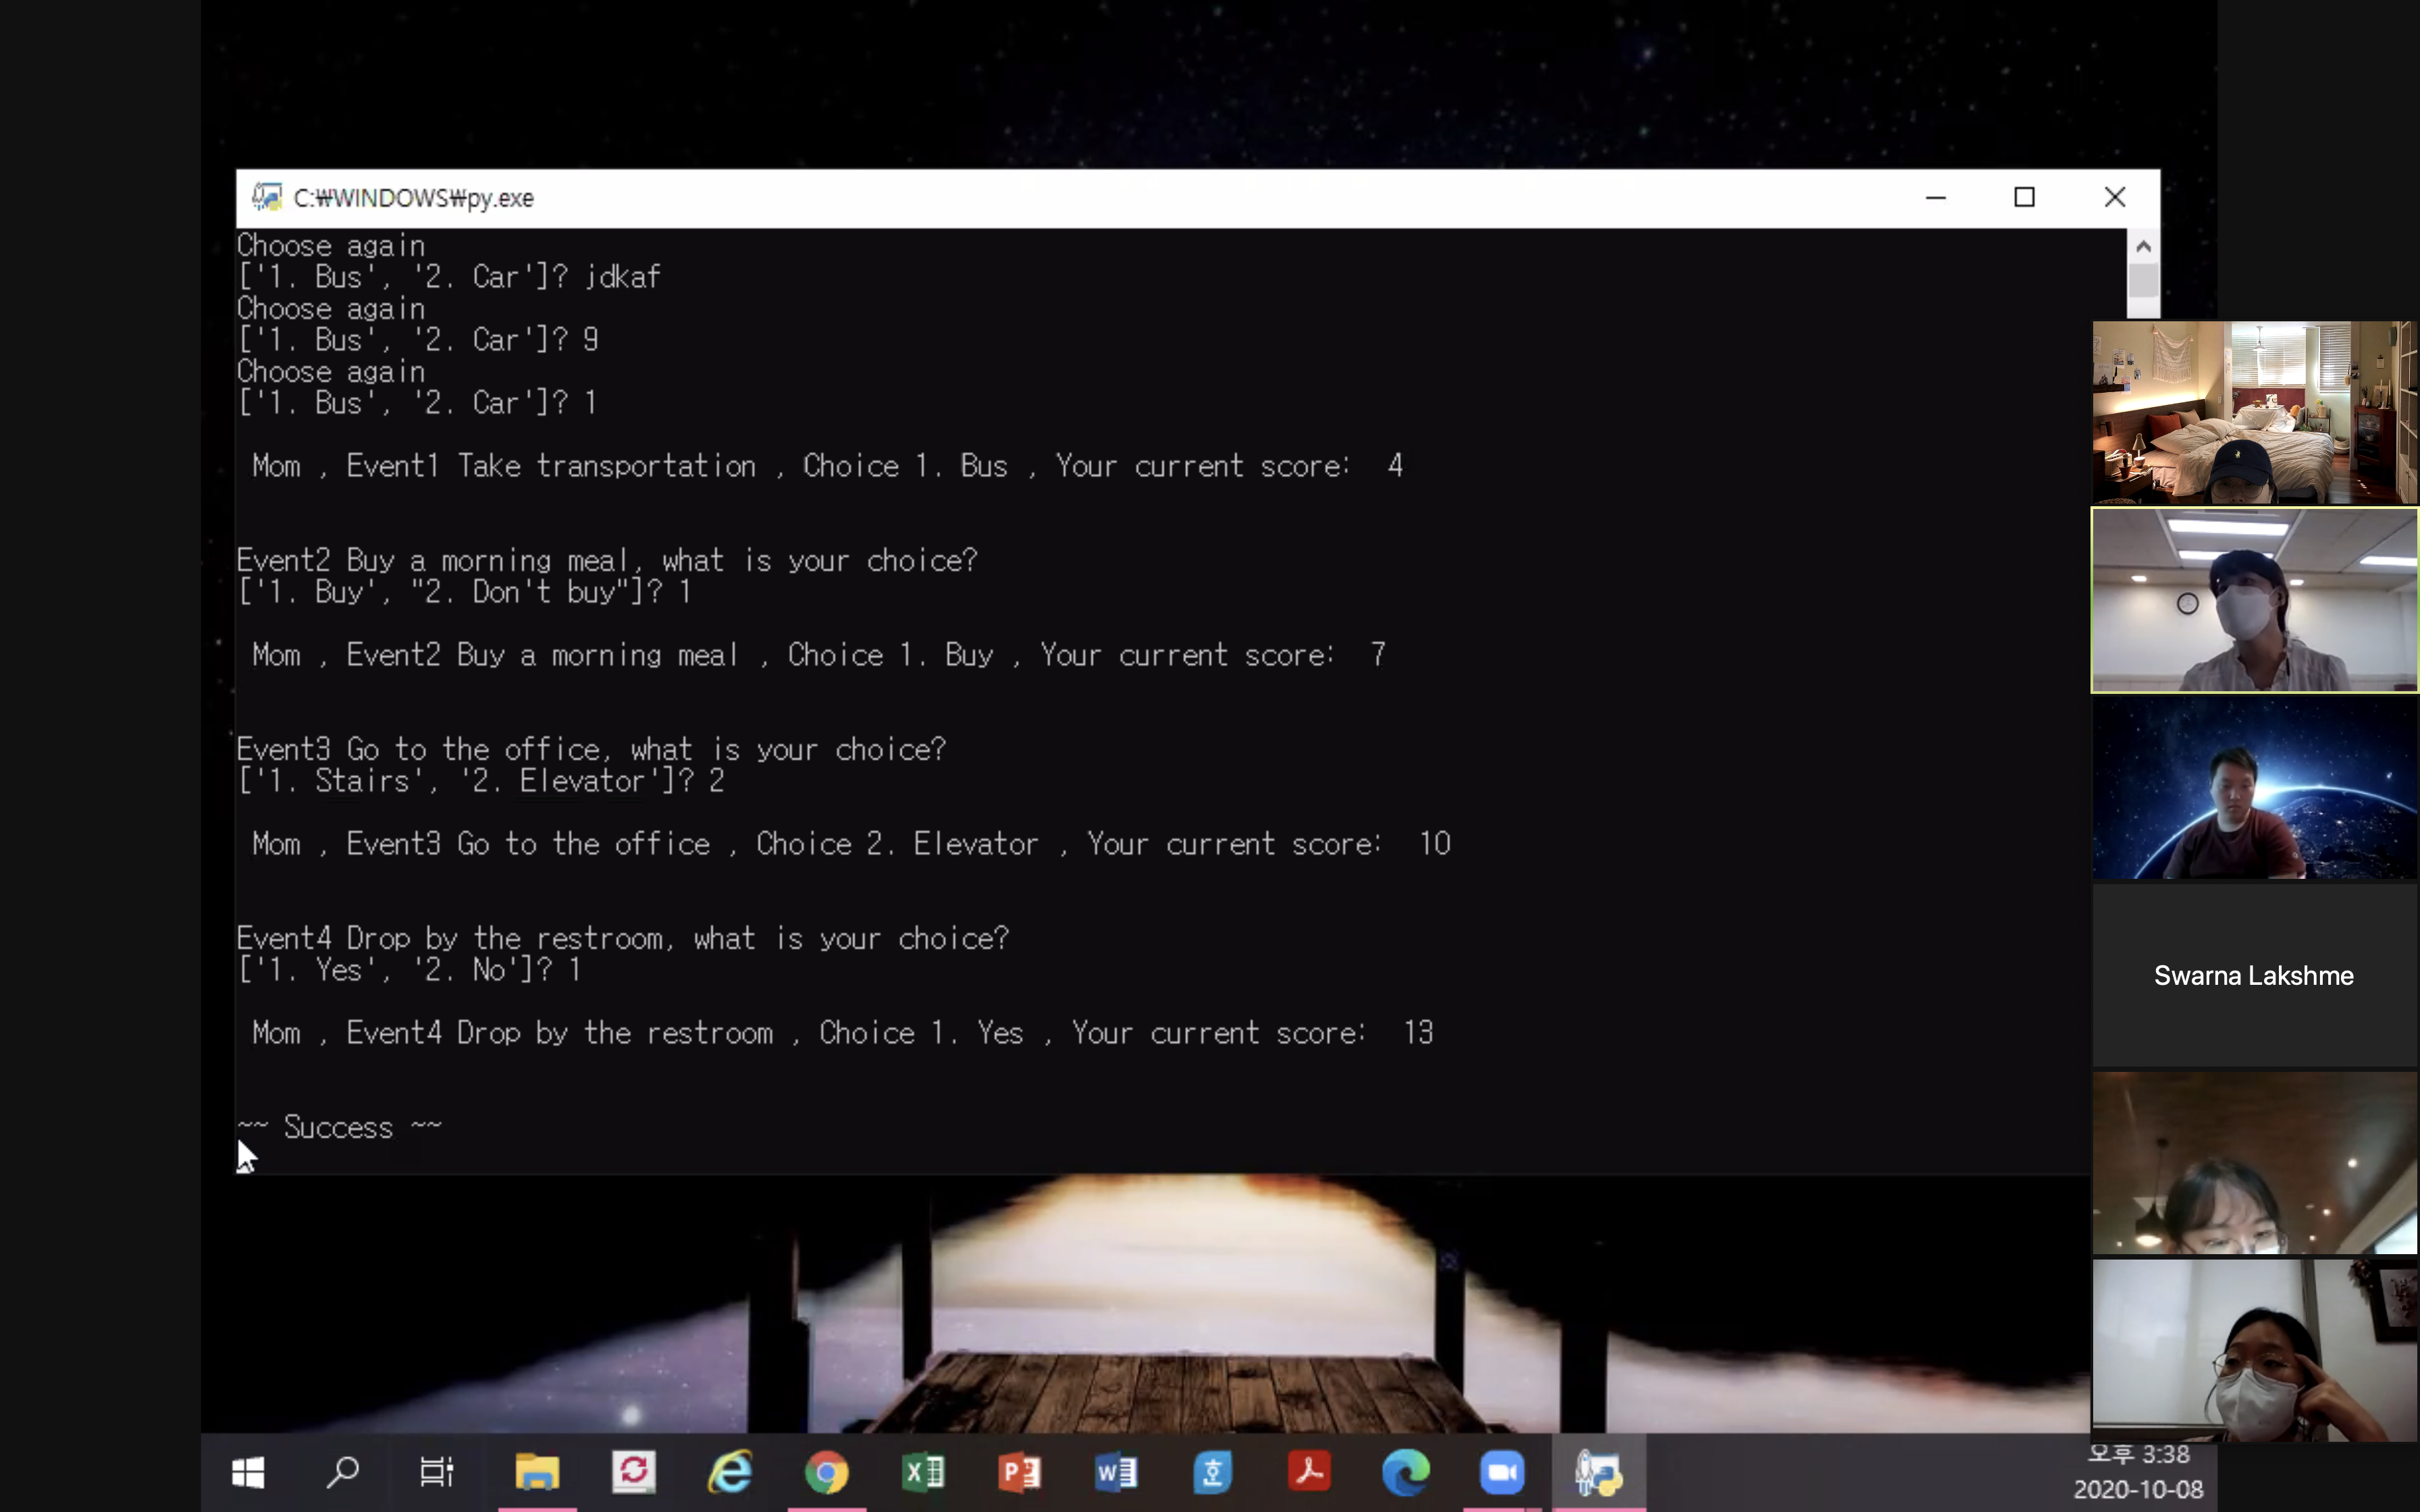 C:₩WINDOWS₩py.exe
Choose again
['1. Bus', '2. Car']? jdkaf
Choose again
['1. Bus', '2. Car']? 9
Choose again
['1. Bus', '2. Car']? 1
Mom , Event1 Take transportation , Choice 1. Bus , Your current score: 4
Event2 Buy a morning meal, what is your choice?
['1. Buy', "2. Don't buy"]? 1
Mom , Event2 Buy a morning meal , Choice 1. Buy , Your current score: 7
Event3 Go to the office, what is your choice?
['1. Stairs', '2. Elevator']? 2
Mom , Event3 Go to the office , Choice 2. Elevator , Your current score: 10
Event4 Drop by the restroom, what is your choice?
['1. Yes', '2. No']? 1
Mom , Event4 Drop by the restroom , Choice 1. Yes , Your current score: 13
~~ Success ~~
Swarna Lakshme
오후 3:38
2020-10-08